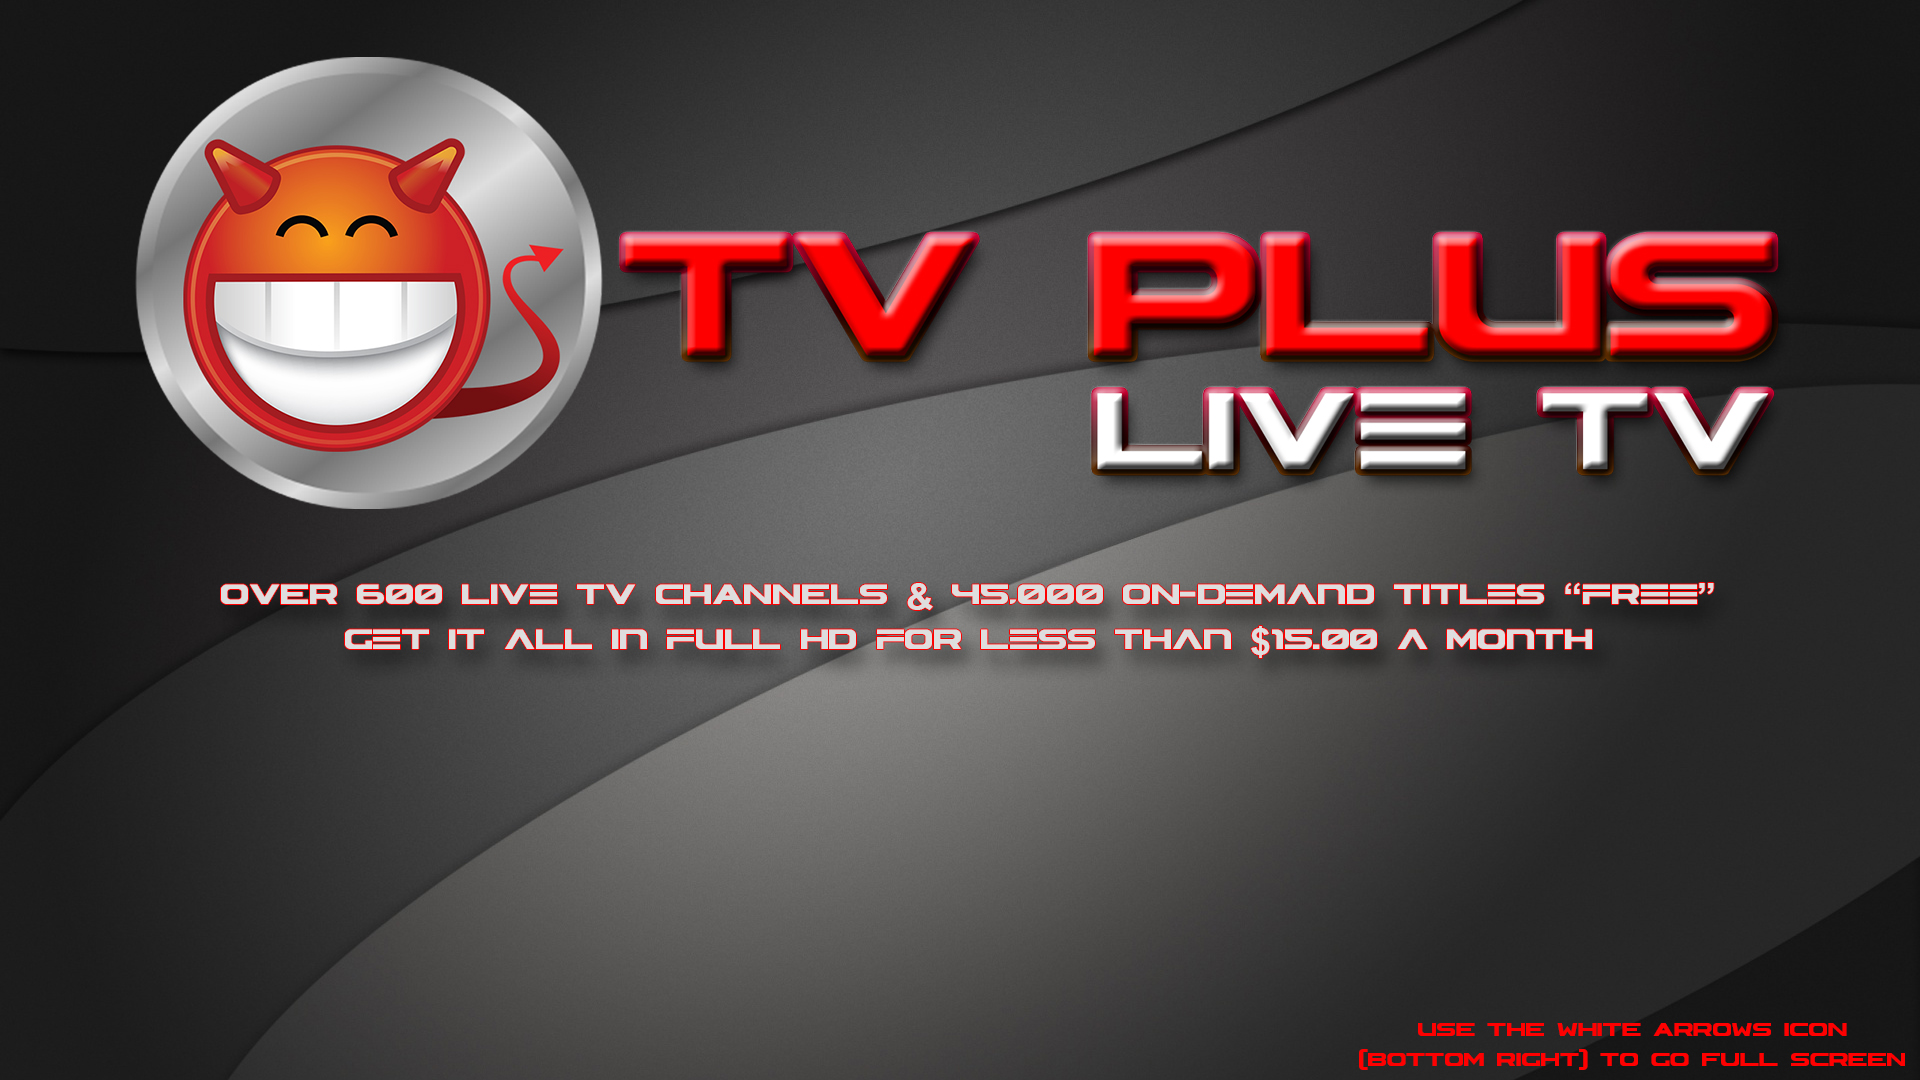 TV PLUS
LIVE TV
OVER 600 LIVE TV CHANNELS & 45.000 ON-DEMAND TITLES “FREE”
GET IT ALL IN FULL HD FOR LESS THAN $15.00 A MONTH
USE THE WHITE ARROWS ICON
[BOTTOM RIGHT] TO GO FULL SCREEN